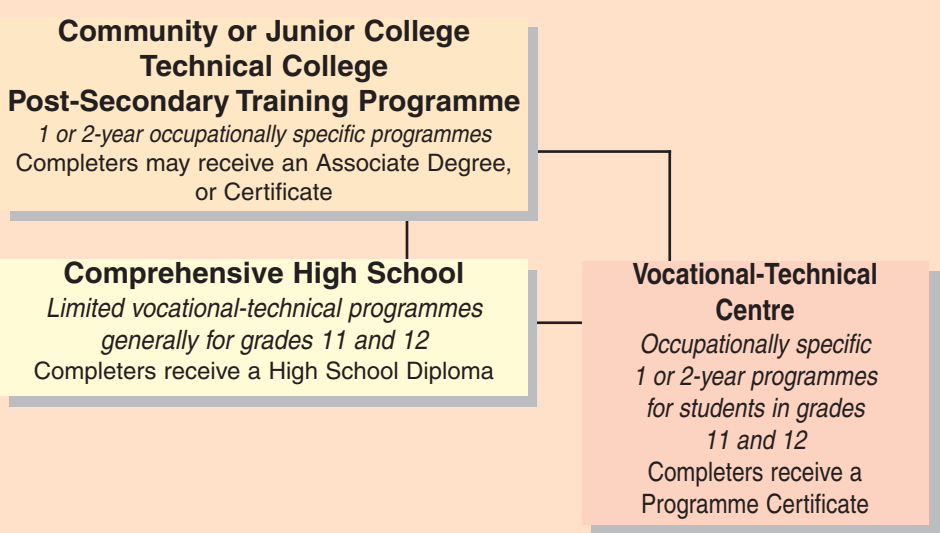 Community or Junior College
Technical College
Post-Secondary Training Programme
1 or 2-year occupationally specific programmes
Completers may receive an Associate Degree,
or Certificate
Comprehensive High School
Limited vocational-technical programmes
generally for grades 11 and 12
Completers receive a High School Diploma
Vocational-Technical
Centre
Occupationally specific
1 or 2-year programmes
for students in grades
11 and 12
Completers receive a
Programme Certificate